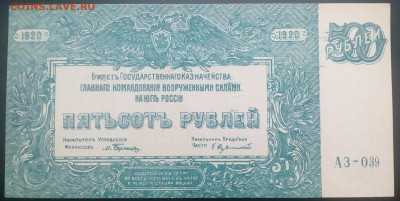 COINS.LAVE.RU
1920 1920 500
РУБЛЕЙ
Билетъ Государственнаго Казначейства
ГЛАВНАГО КОМАНДОВАНІЯ ВООРУЖЕННЫМИ СИЛАМИ
НА ЮГѢ РОССІИ
ПЯТЬСОТЪ РУБЛЕЙ
Начальникъ Управленія
Финансовъ
Начальникъ Кредитной
Части
АЗ-039